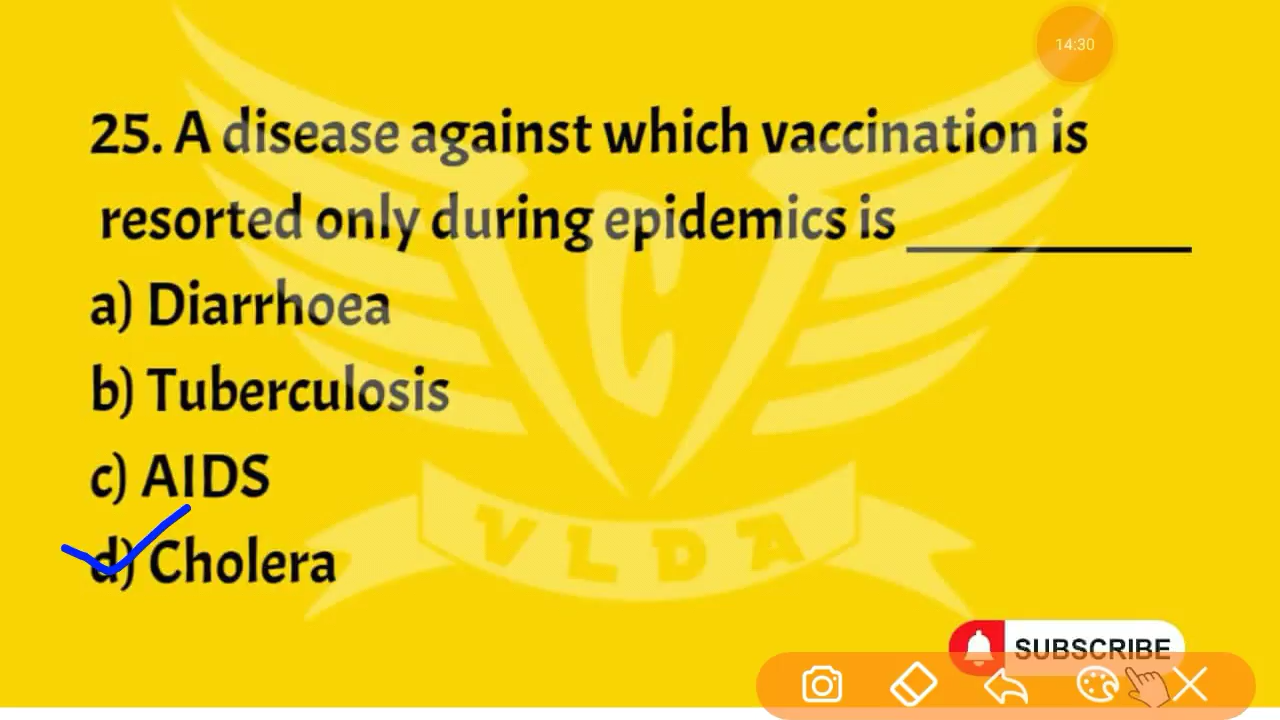 14:30
25. A disease against which vaccination is
resorted only during epidemics is ____________
a) Diarrhoea
b) Tuberculosis
c) AIDS
d) Cholera
C
VLDA
SUBSCRIBE